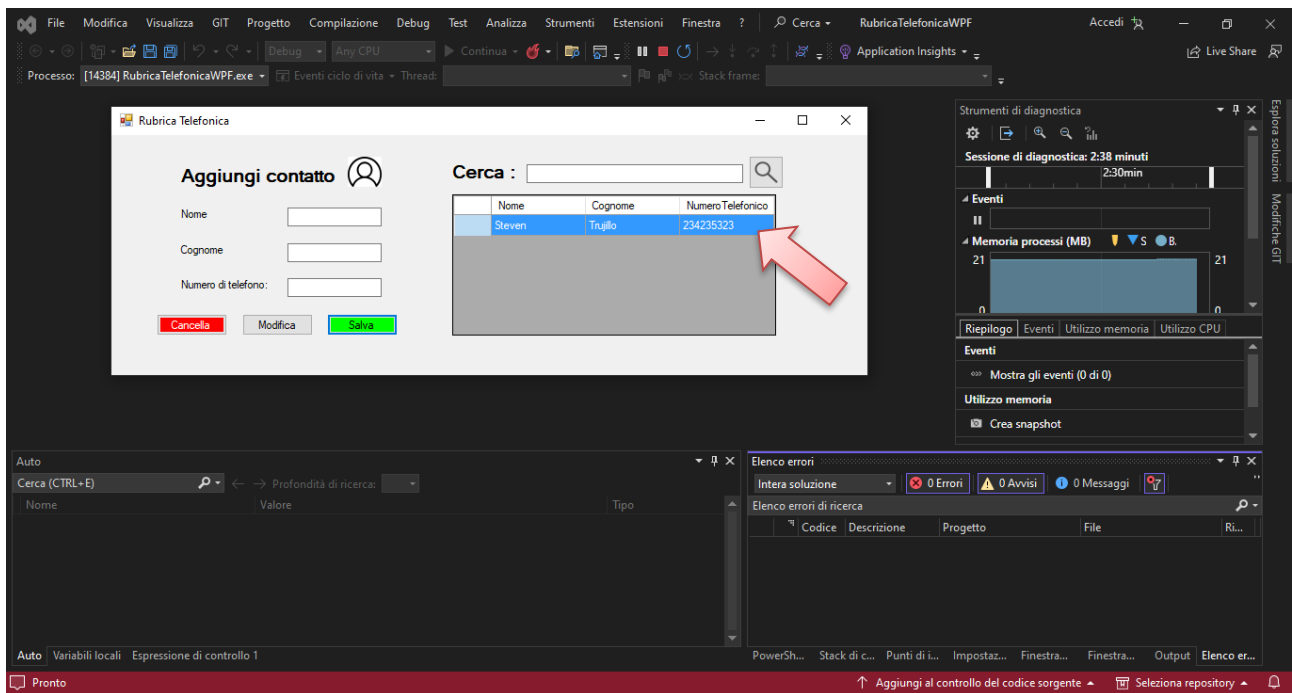 File Modifica Visualizza GIT Progetto Compilazione Debug Test Analizza Strumenti Estensioni Finestra ? Cerca RubricaTelefonicaWPF Accedi
Debug Any CPU Continua Application Insights Live Share
Processo: [14384] RubricaTelefonicaWPF.exe Eventi ciclo di vita Thread: Stack frame:
Rubrica Telefonica
Aggiungi contatto
Nome
Cognome
Numero di telefono:
Cancella Modifica Salva
Cerca :
Nome Cognome NumeroTelefonico
Steven Trujillo 234235323
Strumenti di diagnostica
Sessione di diagnostica: 2:38 minuti
2:30min
Eventi
Memoria processi (MB) S B.
21 21
0 0
Riepilogo Eventi Utilizzo memoria Utilizzo CPU
Eventi
Mostra gli eventi (0 di 0)
Utilizzo memoria
Crea snapshot
Esplora soluzioni
Modifiche GIT
Auto
Cerca (CTRL+E) Profondità di ricerca:
Nome Valore Tipo
Auto Variabili locali Espressione di controllo 1
Elenco errori
Intera soluzione 0 Errori 0 Avvisi 0 Messaggi
Elenco errori di ricerca
Codice Descrizione Progetto File Ri...
PowerSh... Stack di c... Punti di i... Impostaz... Finestra... Finestra... Output Elenco er...
Pronto Aggiungi al controllo del codice sorgente Seleziona repository